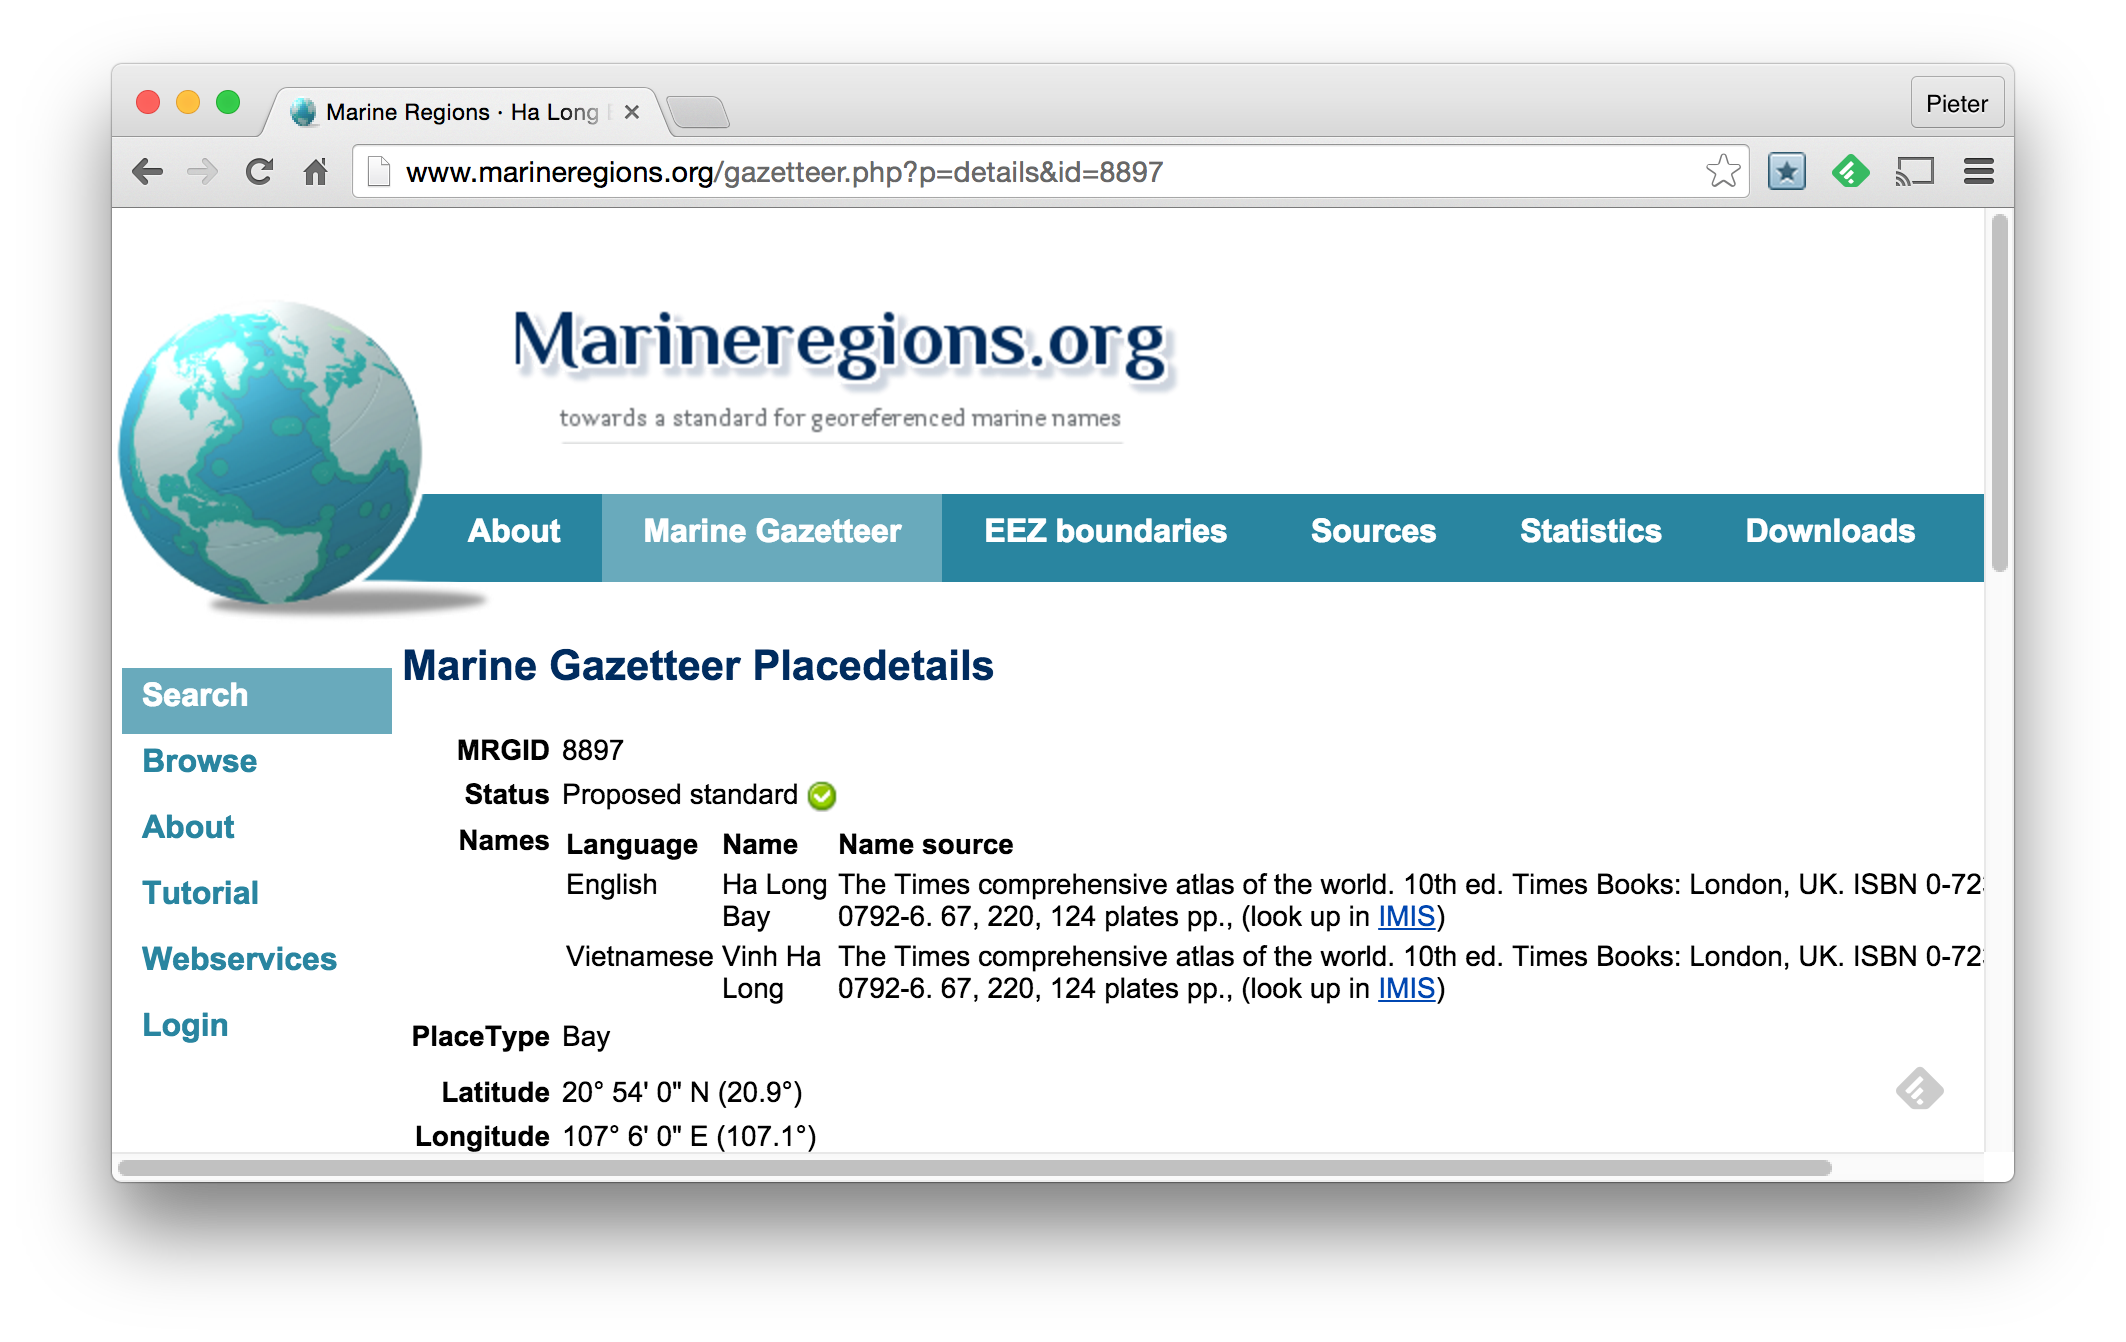 Marine Regions · Ha Long
Pieter
www.marineregions.org/gazetteer.php?p=details&id=8897
Marineregions.org
towards a standard for georeferenced marine names
About Marine Gazetteer EEZ boundaries Sources Statistics Downloads
Search
Browse
About
Tutorial
Webservices
Login
Marine Gazetteer Placedetails
MRGID 8897
Status Proposed standard
Names Language Name Name source
English Ha Long The Times comprehensive atlas of the world. 10th ed. Times Books: London, UK. ISBN 0-72
Bay 0792-6. 67, 220, 124 plates pp., (look up in IMIS)
Vietnamese Vinh Ha The Times comprehensive atlas of the world. 10th ed. Times Books: London, UK. ISBN 0-72
Long 0792-6. 67, 220, 124 plates pp., (look up in IMIS)
PlaceType Bay
Latitude 20° 54' 0" N (20.9°)
Longitude 107° 6' 0" E (107.1°)